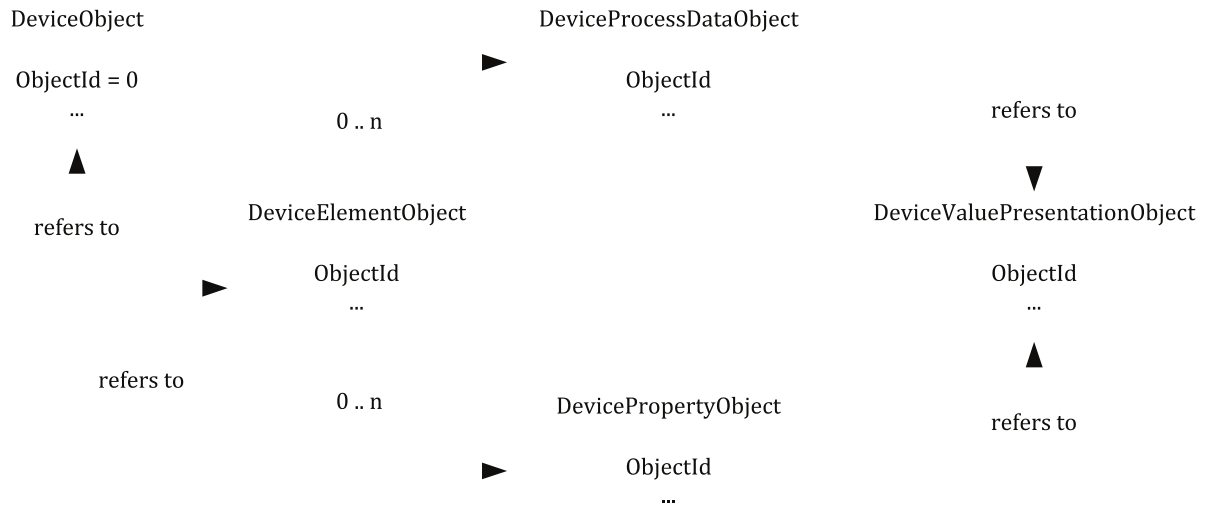 DeviceObject
ObjectId = 0
...
refers to
refers to
DeviceElementObject
ObjectId
...
0 .. n
0 .. n
DeviceProcessDataObject
ObjectId
...
DevicePropertyObject
ObjectId
...
refers to
DeviceValuePresentationObject
ObjectId
...
refers to